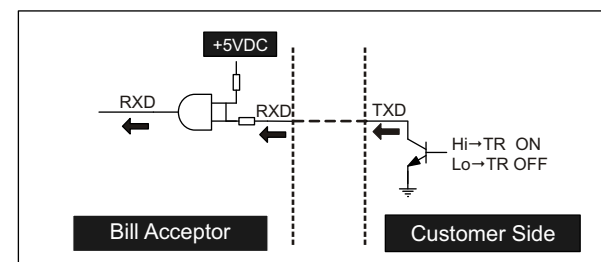 +5VDC
RXD
RXD
TXD
Hi→TR ON
Lo→TR OFF
Bill Acceptor
Customer Side